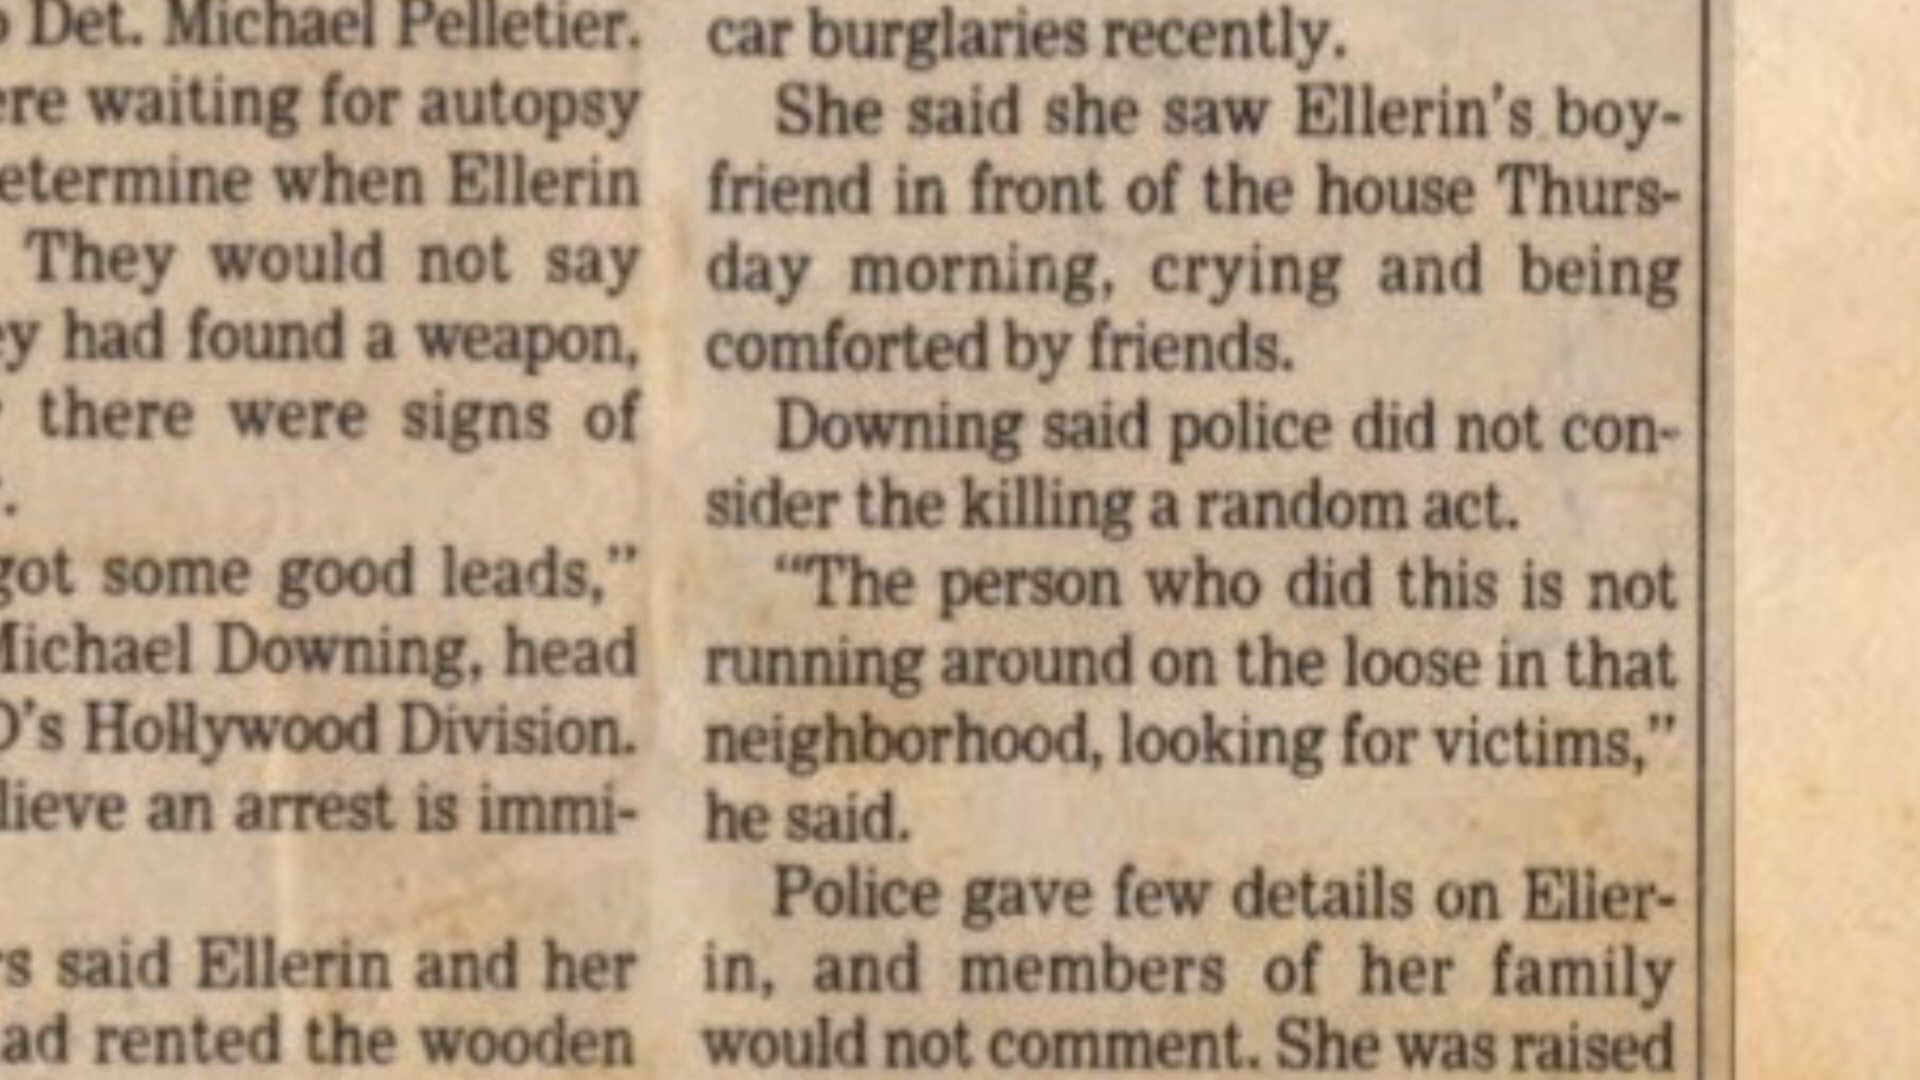 Det. Michael Pelletier.
ere waiting for autopsy
etermine when Ellerin
They would not say
ey had found a weapon,
there were signs of
got some good leads,”
Michael Downing, head
D’s Hollywood Division.
lieve an arrest is immi-
s said Ellerin and her
ad rented the wooden
car burglaries recently.
She said she saw Ellerin’s boy-
friend in front of the house Thurs-
day morning, crying and being
comforted by friends.
Downing said police did not con-
sider the killing a random act.
“The person who did this is not
running around on the loose in that
neighborhood, looking for victims,”
he said.
Police gave few details on Elier-
in, and members of her family
would not comment. She was raised